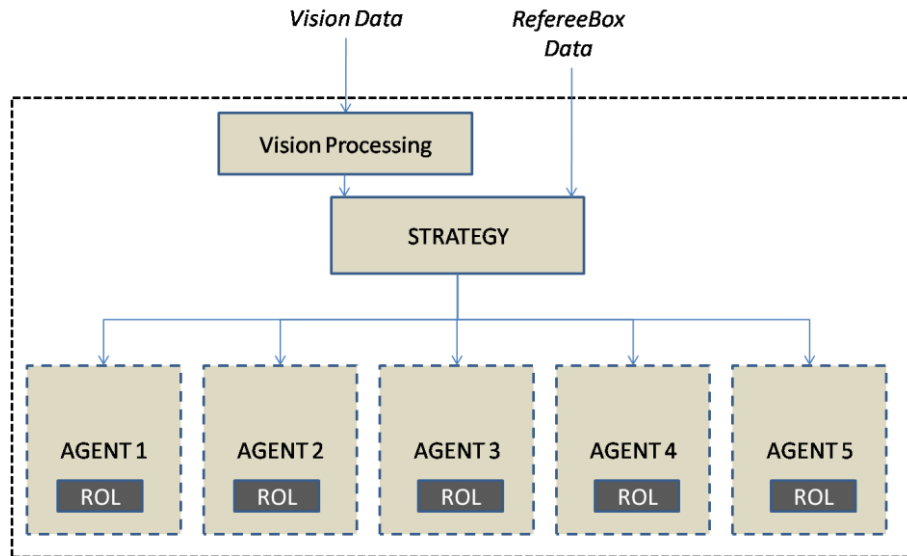 Vision Data
RefereeBox
Data
Vision Processing
STRATEGY
AGENT 1
AGENT 2
AGENT 3
AGENT 4
AGENT 5
ROL
ROL
ROL
ROL
ROL